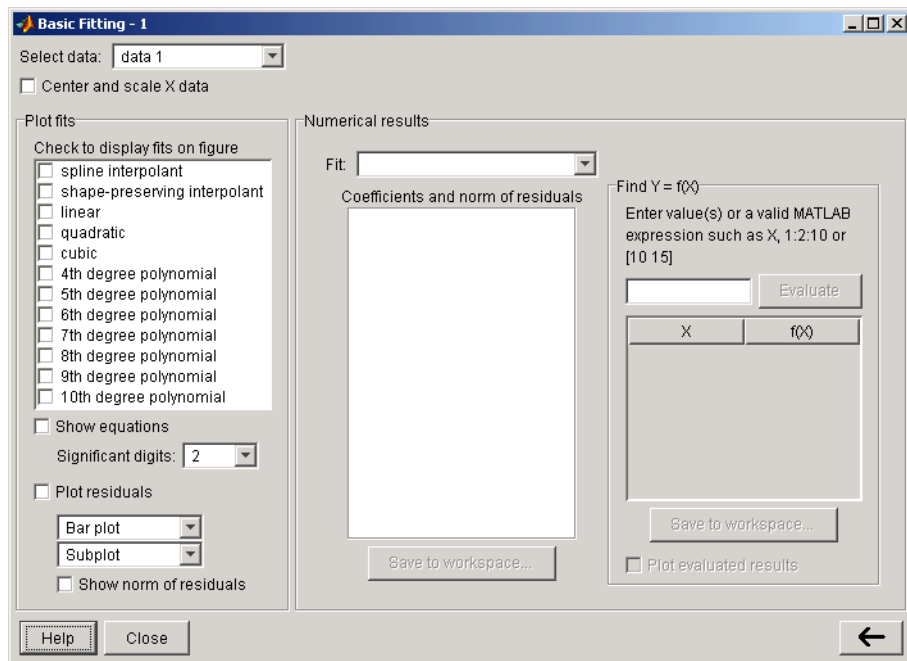 Basic Fitting - 1
Select data: data 1
Center and scale X data
Plot fits
Check to display fits on figure
spline interpolant
shape-preserving interpolant
linear
quadratic
cubic
4th degree polynomial
5th degree polynomial
6th degree polynomial
7th degree polynomial
8th degree polynomial
9th degree polynomial
10th degree polynomial
Show equations
Significant digits: 2
Plot residuals
Bar plot
Subplot
Show norm of residuals
Numerical results
Fit:
Coefficients and norm of residuals
Save to workspace...
Find Y = f(X)
Enter value(s) or a valid MATLAB
expression such as X, 1:2:10 or
[10 15]
Evaluate
X f(X)
Save to workspace...
Plot evaluated results
Help Close